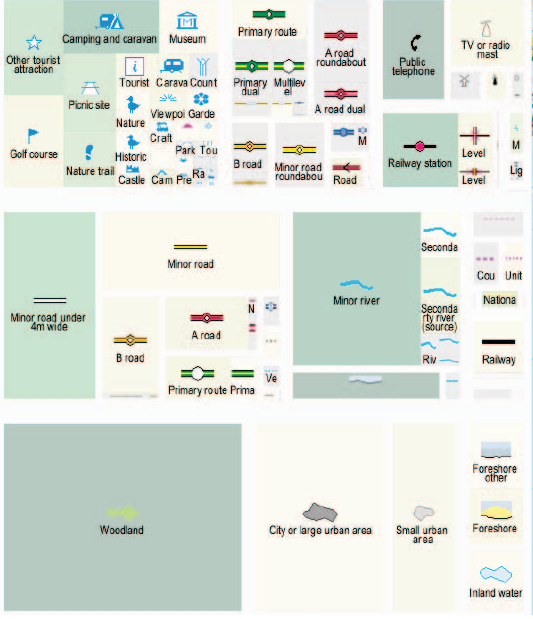 Camping and caravan
Museum
Primary route
A road
roundabout
Public
telephone
TV or radio
mast
Other tourist
attraction
Picnic site
Tourist
Carava
Count
Primary
dual
Multilev
el
A road dual
Nature
Viewpoi
Garde
Golf course
Nature trail
Craft
Historic
Park
Tou
Castle
Cam
Pre
Ra
B road
Minor road
roundabou
M
Road
Railway station
Level
Level
M
Lig
Minor road under
4m wide
Minor road
B road
A road
N
Primary route
Prima
Ve
Minor river
Seconda
Seconda
rty river
(source)
Riv
Cou
Unit
Nationa
Railway
Woodland
City or large urban area
Small urban
area
Foreshore
other
Foreshore
Inland water